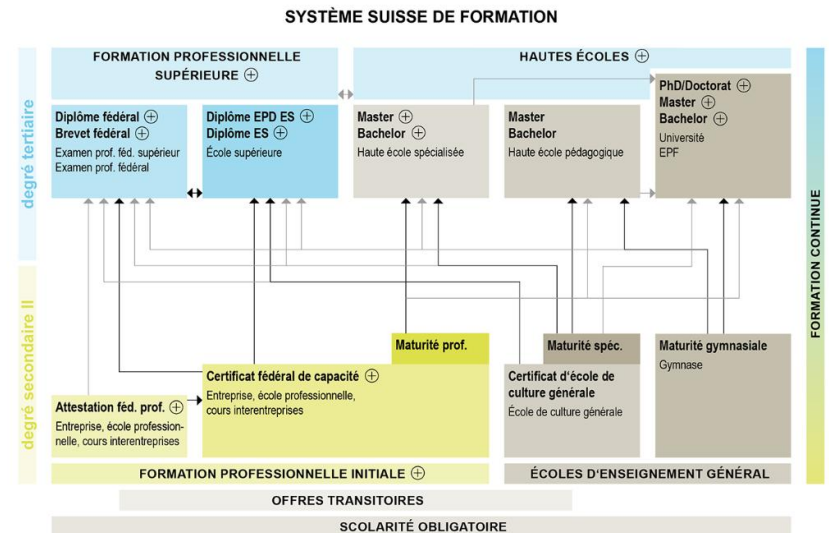 SYSTÈME SUISSE DE FORMATION
FORMATION PROFESSIONNELLE
SUPÉRIEURE
HAUTES ÉCOLES
degré tertiaire
Diplôme fédéral
Brevet fédéral
Examen prof. féd. supérieur
Examen prof. fédéral
Diplôme EPD ES
Diplôme ES
École supérieure
Master
Bachelor
Haute école spécialisée
Master
Bachelor
Haute école pédagogique
PhD/Doctorat
Master
Bachelor
Université
EPF
FORMATION CONTINUE
degré secondaire II
Maturité prof.
Certificat fédéral de capacité
Entreprise, école professionnelle,
cours interentreprises
Attestation féd. prof.
Entreprise, école profession-
nelle, cours interentreprises
Maturité spéc.
Certificat d'école de
culture générale
École de culture générale
Maturité gymnasiale
Gymnase
FORMATION PROFESSIONNELLE INITIALE
ÉCOLES D'ENSEIGNEMENT GÉNÉRAL
OFFRES TRANSITOIRES
SCOLARITÉ OBLIGATOIRE